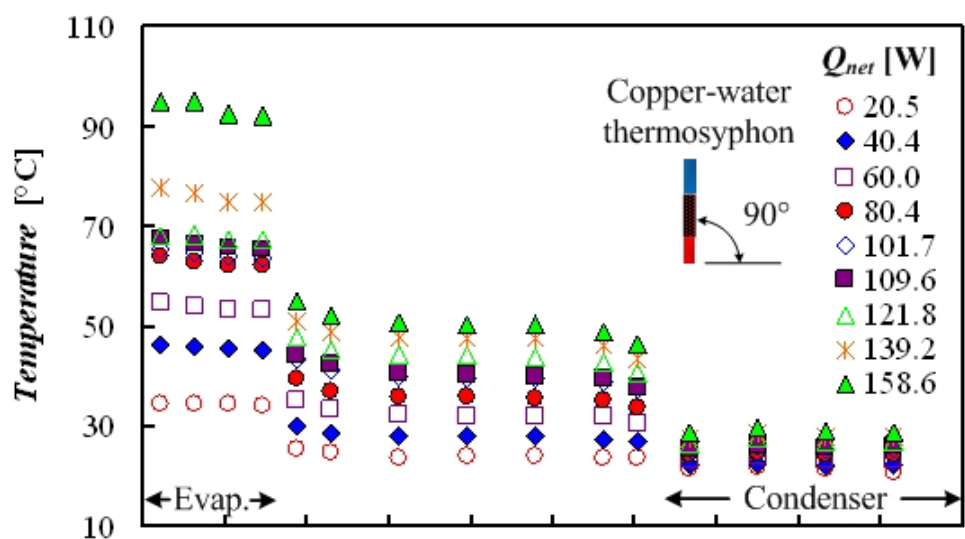 110
90
70
50
30
10
Temperature [°C]
Copper-water
thermosyphon
90°
Q_net [W]
20.5
40.4
60.0
80.4
101.7
109.6
121.8
139.2
158.6
Evap.
Condenser